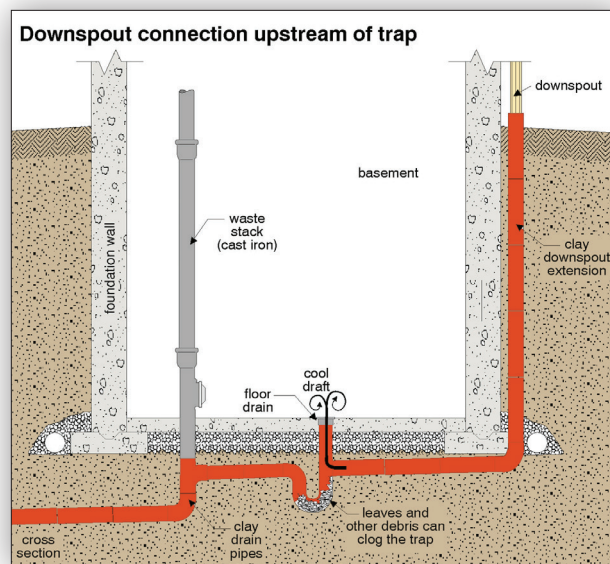 Downspout connection upstream of trap
downspout
basement
waste
stack
(cast iron)
foundation wall
clay
downspout
extension
cool
draft
floor
drain
leaves and
other debris can
clog the trap
clay
drain
pipes
cross
section